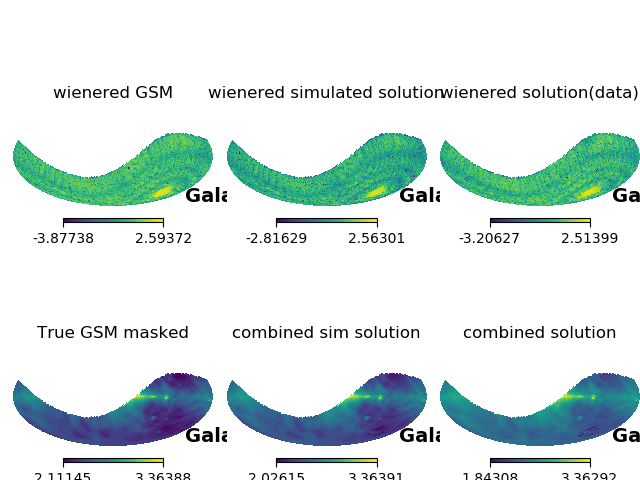 wienered GSM
wienered simulated solution
wienered solution(data)
Gala
Gala
Ga
-3.87738 2.59372
-2.81629 2.56301
-3.20627 2.51399
True GSM masked
combined sim solution
combined solution
Gala
Gala
Ga
2.11145 3.36388
2.02615 3.36391
1.84308 3.36292